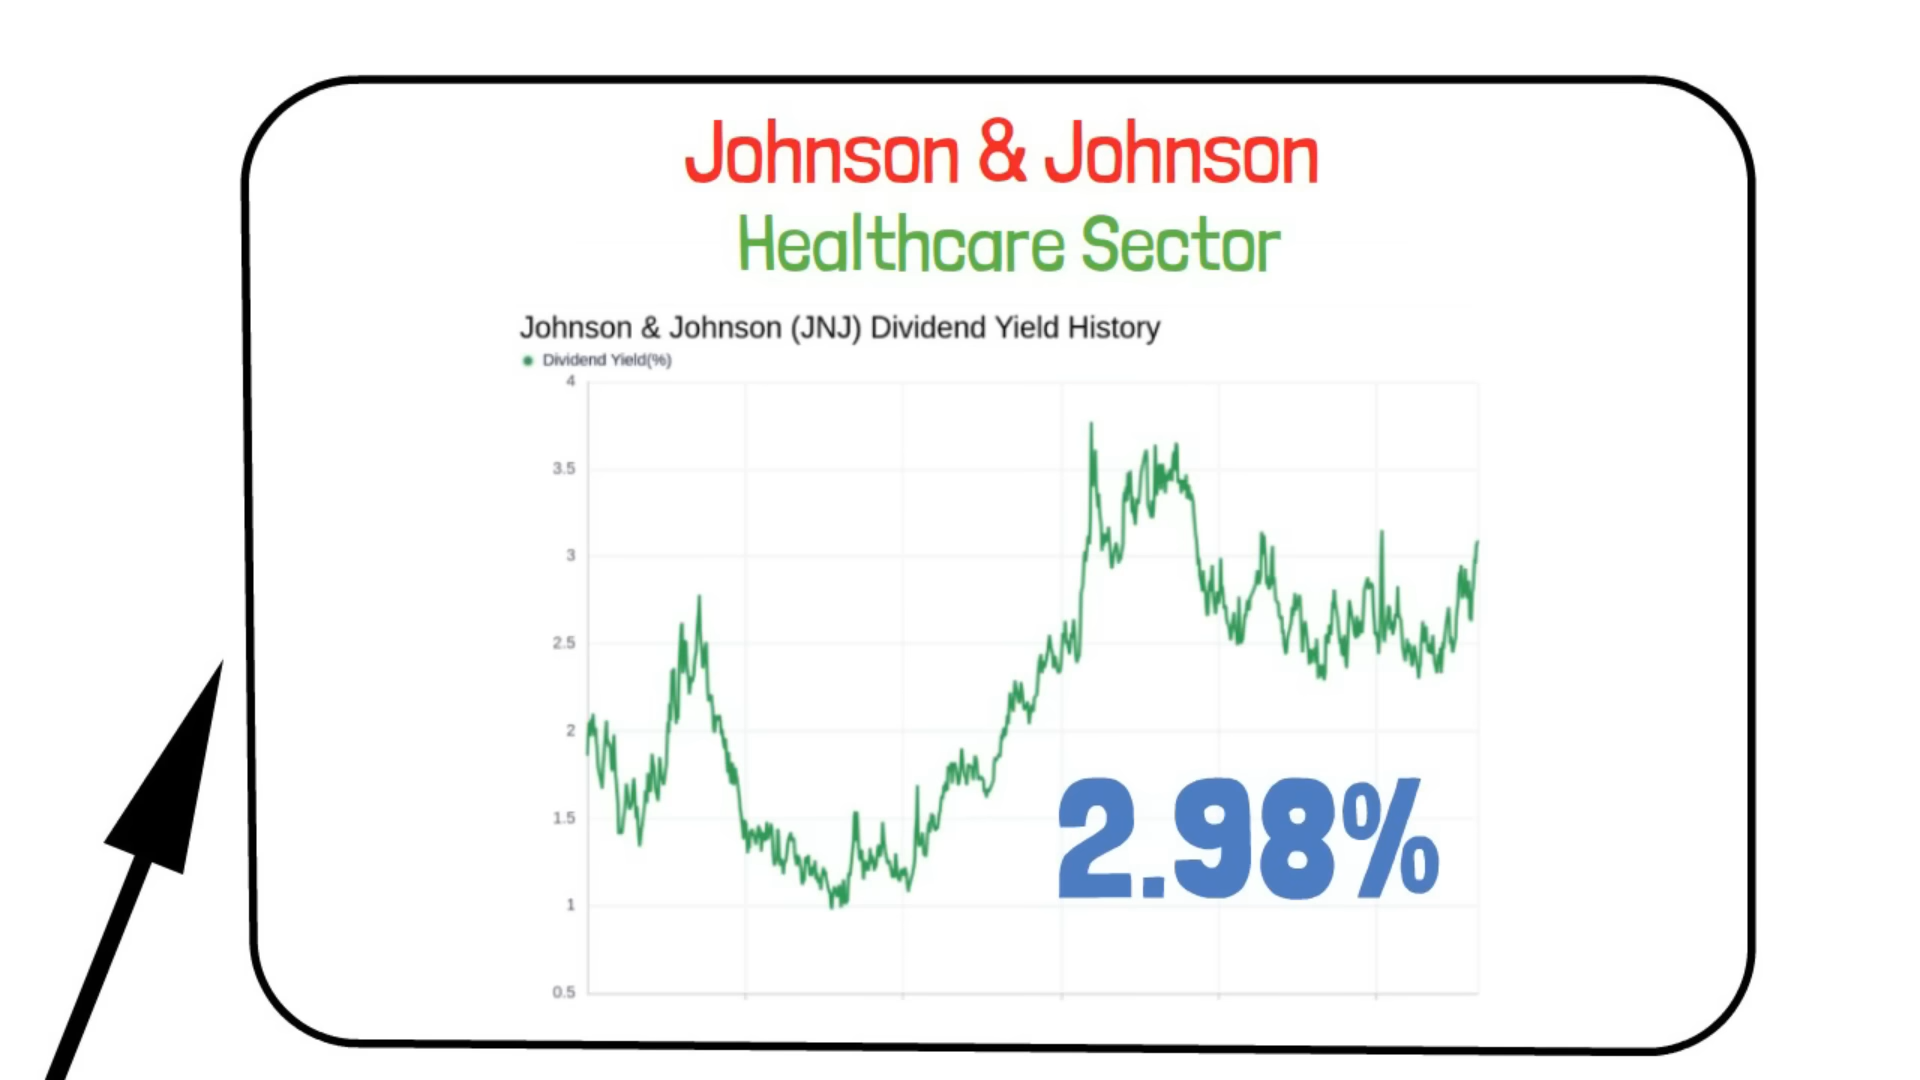 Johnson & Johnson
Healthcare Sector
Johnson & Johnson (JNJ) Dividend Yield History
Dividend Yield(%)
4
3.5
3
2.5
2
1.5
1
0.5
2.98%